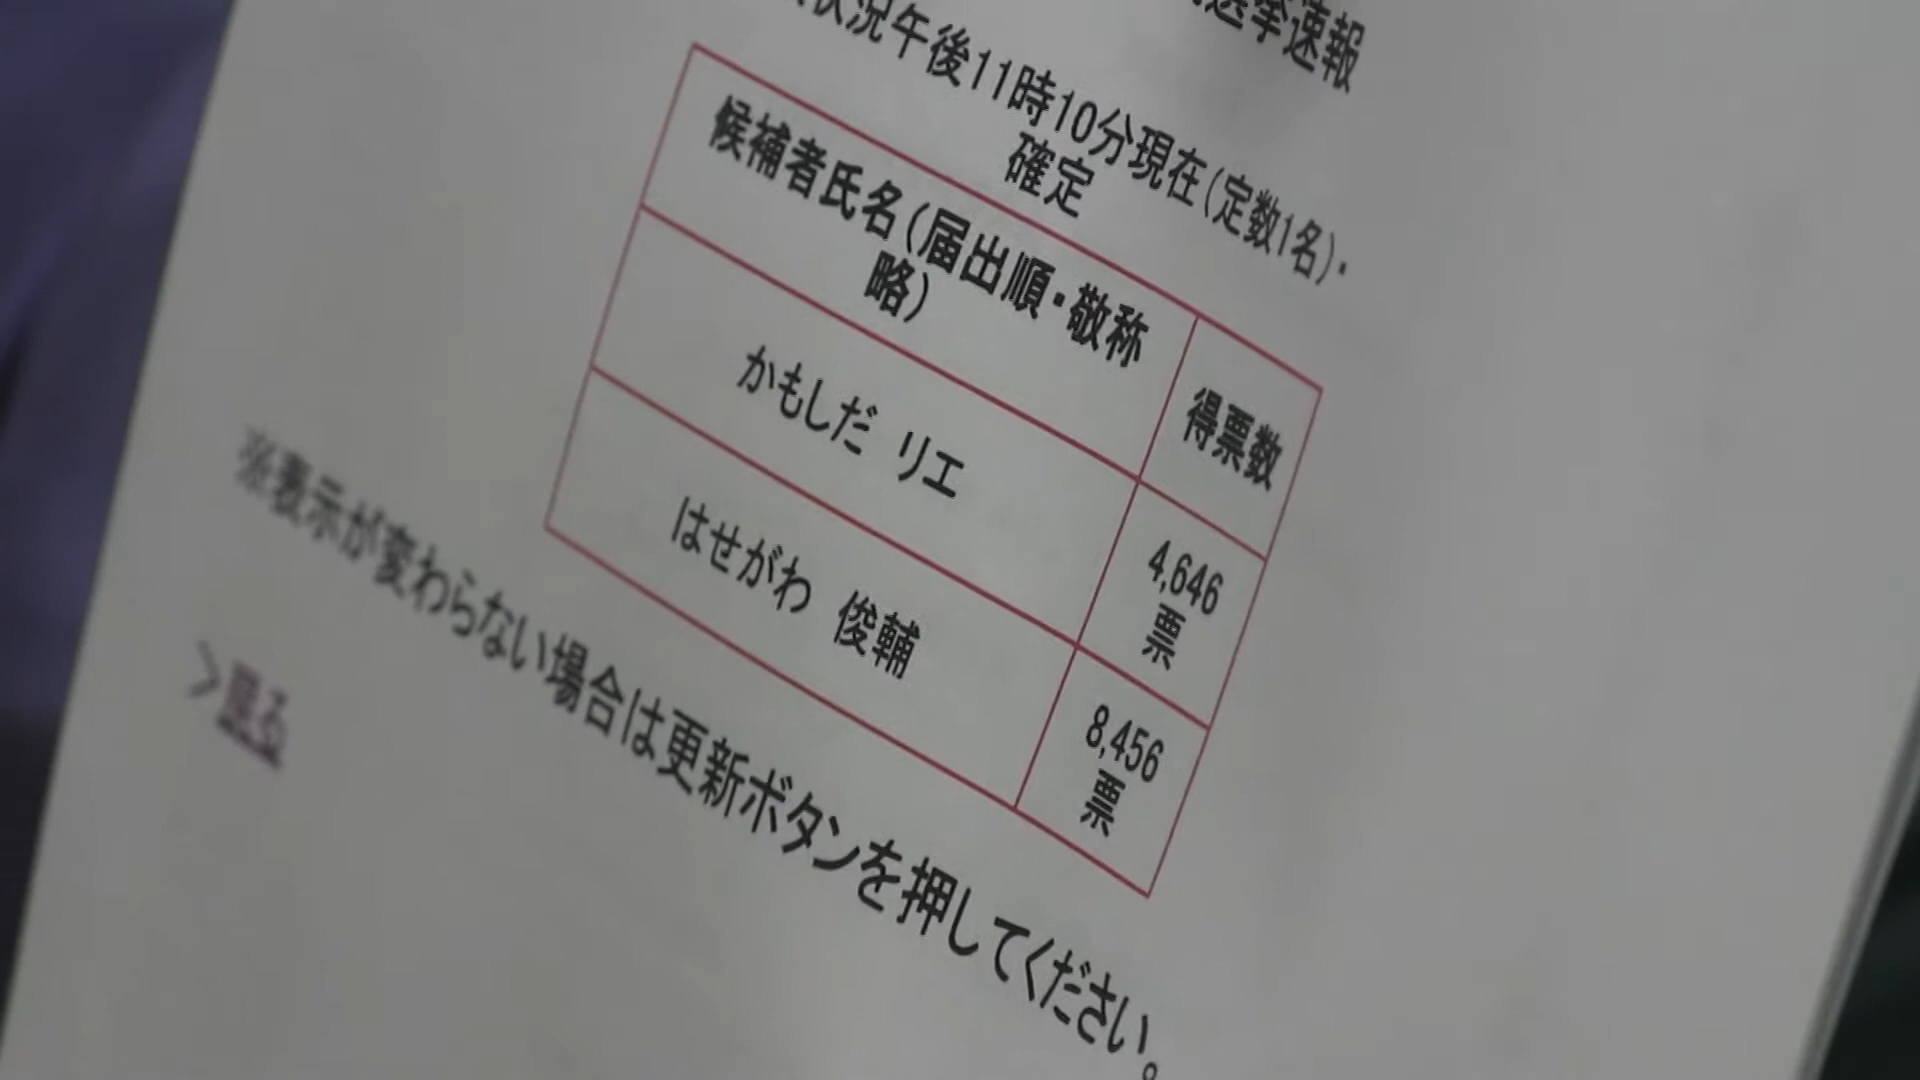 選挙速報
状況午後11時10分現在(定数1名)・
確定
候補者氏名(届出順・敬称
略)
得票数
かもしだ リエ
4,646
票
はせがわ 俊輔
8,456
票
※表示が変わらない場合は更新ボタンを押してください。
>戻る